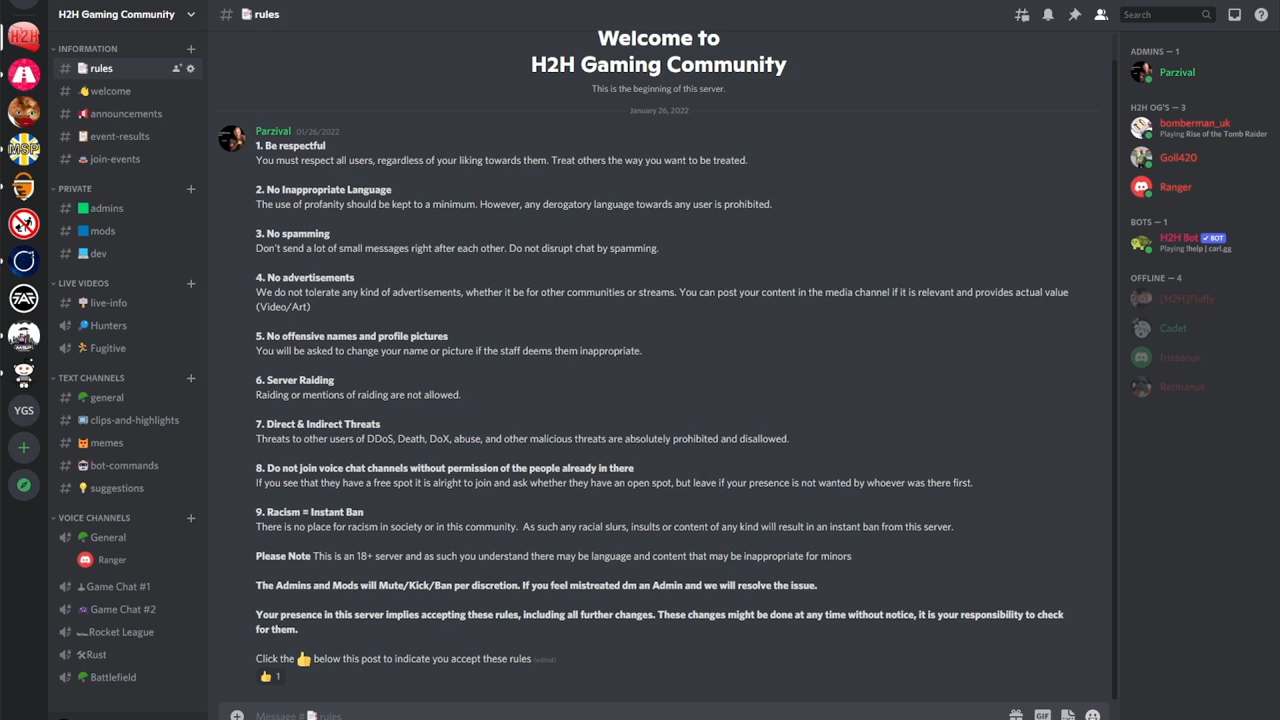 H2H Gaming Community
rules
Search
H2H
MSP
EAT
YGS
INFORMATION
rules
welcome
announcements
event-results
join-events
PRIVATE
admins
mods
dev
LIVE VIDEOS
live-info
Hunters
Fugitive
TEXT CHANNELS
general
clips-and-highlights
memes
bot-commands
suggestions
VOICE CHANNELS
General
Ranger
Game Chat #1
Game Chat #2
Rocket League
Rust
Battlefield
Welcome to
H2H Gaming Community
This is the beginning of this server.
January 26, 2022
Parzival 01/26/2022
1. Be respectful
You must respect all users, regardless of your liking towards them. Treat others the way you want to be treated.
2. No Inappropriate Language
The use of profanity should be kept to a minimum. However, any derogatory language towards any user is prohibited.
3. No spamming
Don't send a lot of small messages right after each other. Do not disrupt chat by spamming.
4. No advertisements
We do not tolerate any kind of advertisements, whether it be for other communities or streams. You can post your content in the media channel if it is relevant and provides actual value
(Video/Art)
5. No offensive names and profile pictures
You will be asked to change your name or picture if the staff deems them inappropriate.
6. Server Raiding
Raiding or mentions of raiding are not allowed.
7. Direct & Indirect Threats
Threats to other users of DDoS, Death, DoX, abuse, and other malicious threats are absolutely prohibited and disallowed.
8. Do not join voice chat channels without permission of the people already in there
If you see that they have a free spot it is alright to join and ask whether they have an open spot, but leave if your presence is not wanted by whoever was there first.
9. Racism = Instant Ban
There is no place for racism in society or in this community. As such any racial slurs, insults or content of any kind will result in an instant ban from this server.
Please Note This is an 18+ server and as such you understand there may be language and content that may be inappropriate for minors
The Admins and Mods will Mute/Kick/Ban per discretion. If you feel mistreated dm an Admin and we will resolve the issue.
Your presence in this server implies accepting these rules, including all further changes. These changes might be done at any time without notice, it is your responsibility to check
for them.
Click the 👍 below this post to indicate you accept these rules (edited)
👍 1
Message # rules
GIF
ADMINS — 1
Parzival
H2H OG'S — 3
bomberman_uk
Playing Rise of the Tomb Raider
Goll420
Ranger
BOTS — 1
H2H Bot ✓ BOT
Playing !help | carl.gg
OFFLINE — 4
[H2H]Fluffy
Cadet
frissonuk
Ratmanuk